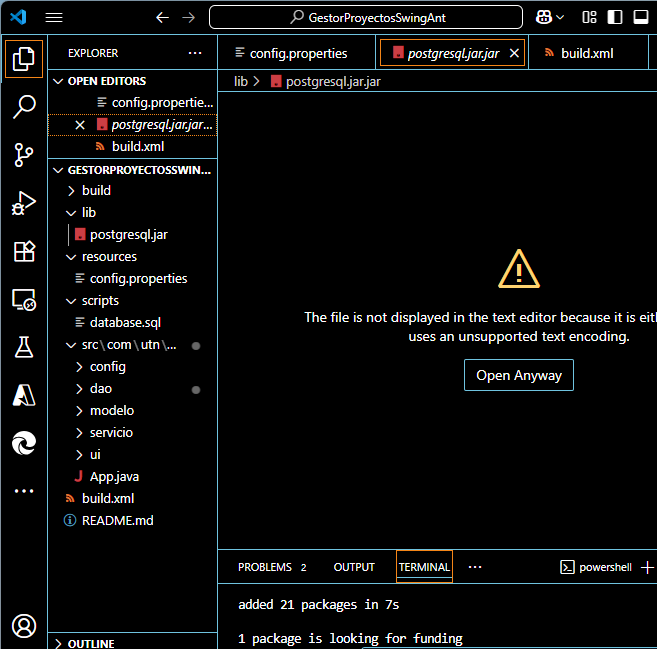 GestorProyectosSwingAnt
EXPLORER
OPEN EDITORS
config.propertie...
postgresql.jar.jar...
build.xml
GESTORPROYECTOSSWIN...
build
lib
postgresql.jar
resources
config.properties
scripts
database.sql
src\com\utn\...
config
dao
modelo
servicio
ui
App.java
build.xml
README.md
OUTLINE
config.properties
postgresql.jar.jar
build.xml
lib > postgresql.jar.jar
The file is not displayed in the text editor because it is eit
uses an unsupported text encoding.
Open Anyway
PROBLEMS 2 OUTPUT TERMINAL ... powershell
added 21 packages in 7s
1 package is looking for funding